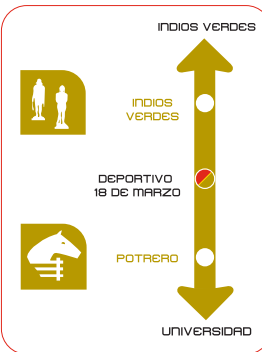 INDIOS VERDES
INDIOS
VERDES
DEPORTIVO
18 DE MARZO
POTRERO
UNIVERSIDAD